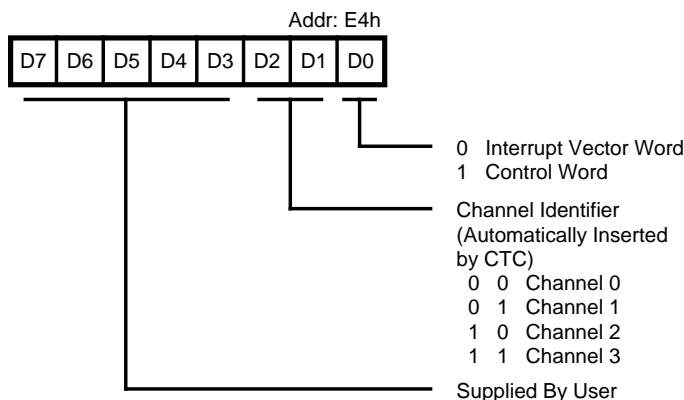 Addr: E4h
D7 D6 D5 D4 D3 D2 D1 D0
0 Interrupt Vector Word
1 Control Word
Channel Identifier
(Automatically Inserted
by CTC)
0 0 Channel 0
0 1 Channel 1
1 0 Channel 2
1 1 Channel 3
Supplied By User